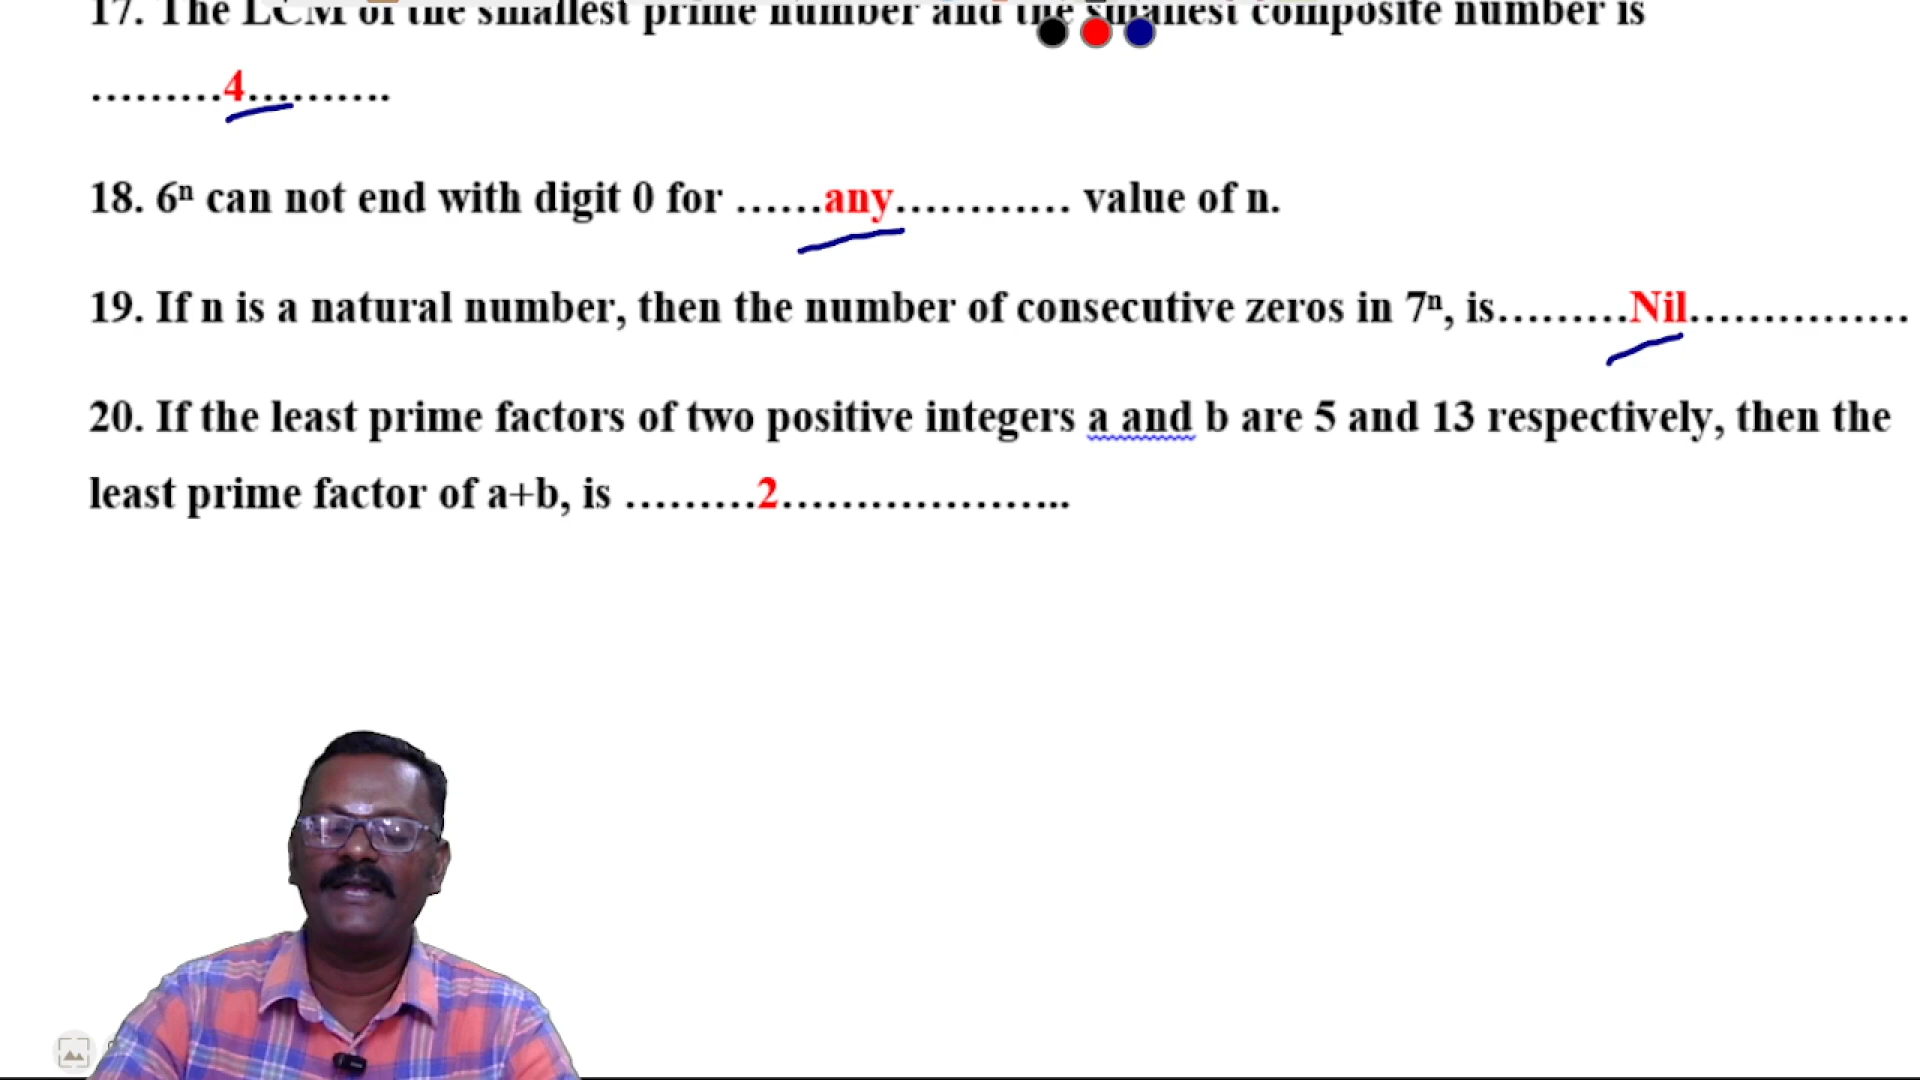 17. The LCM of the smallest prime number and the smallest composite number is
………4……….
18. 6ⁿ can not end with digit 0 for ……any………… value of n.
19. If n is a natural number, then the number of consecutive zeros in 7ⁿ, is………Nil……………
20. If the least prime factors of two positive integers a and b are 5 and 13 respectively, then the
least prime factor of a+b, is ………2………………..